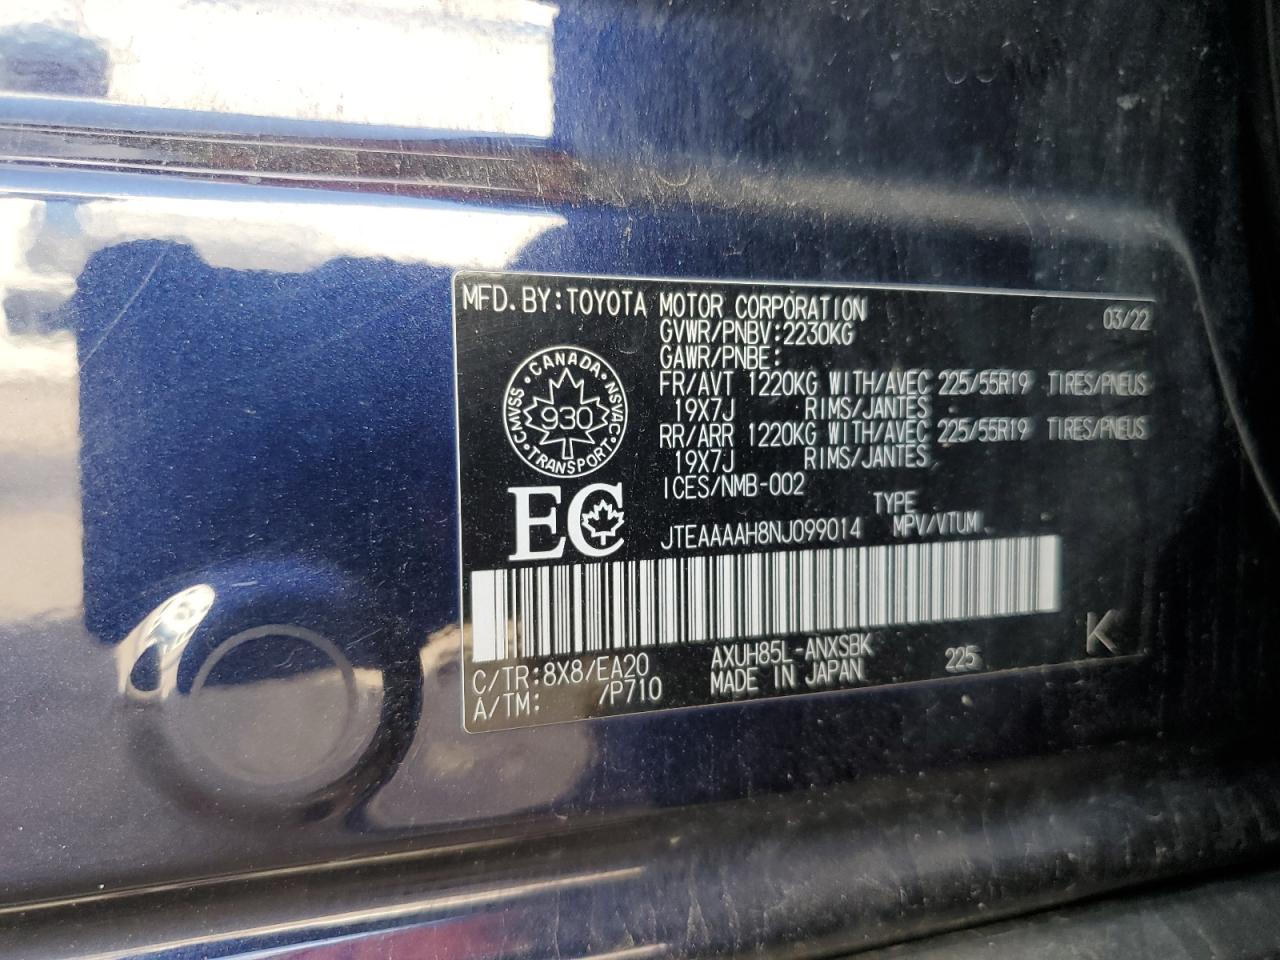 MFD. BY: TOYOTA MOTOR CORPORATION 03/22
GVWR/PNBV: 2230KG
GAWR/PNBE:
FR/AVT 1220KG WITH/AVEC 225/55R19 TIRES/PNEUS
19X7J RIMS/JANTES
RR/ARR 1220KG WITH/AVEC 225/55R19 TIRES/PNEUS
19X7J RIMS/JANTES
CANADA · NSVAC · TRANSPORT · CMVSS ·
930
ICES/NMB-002
EC
TYPE
JTEAAAAH8NJ099014 MPV/VTUM
C/TR: 8X8/EA20 AXUH85L-ANXSBK 225 K
A/TM: /P710 MADE IN JAPAN